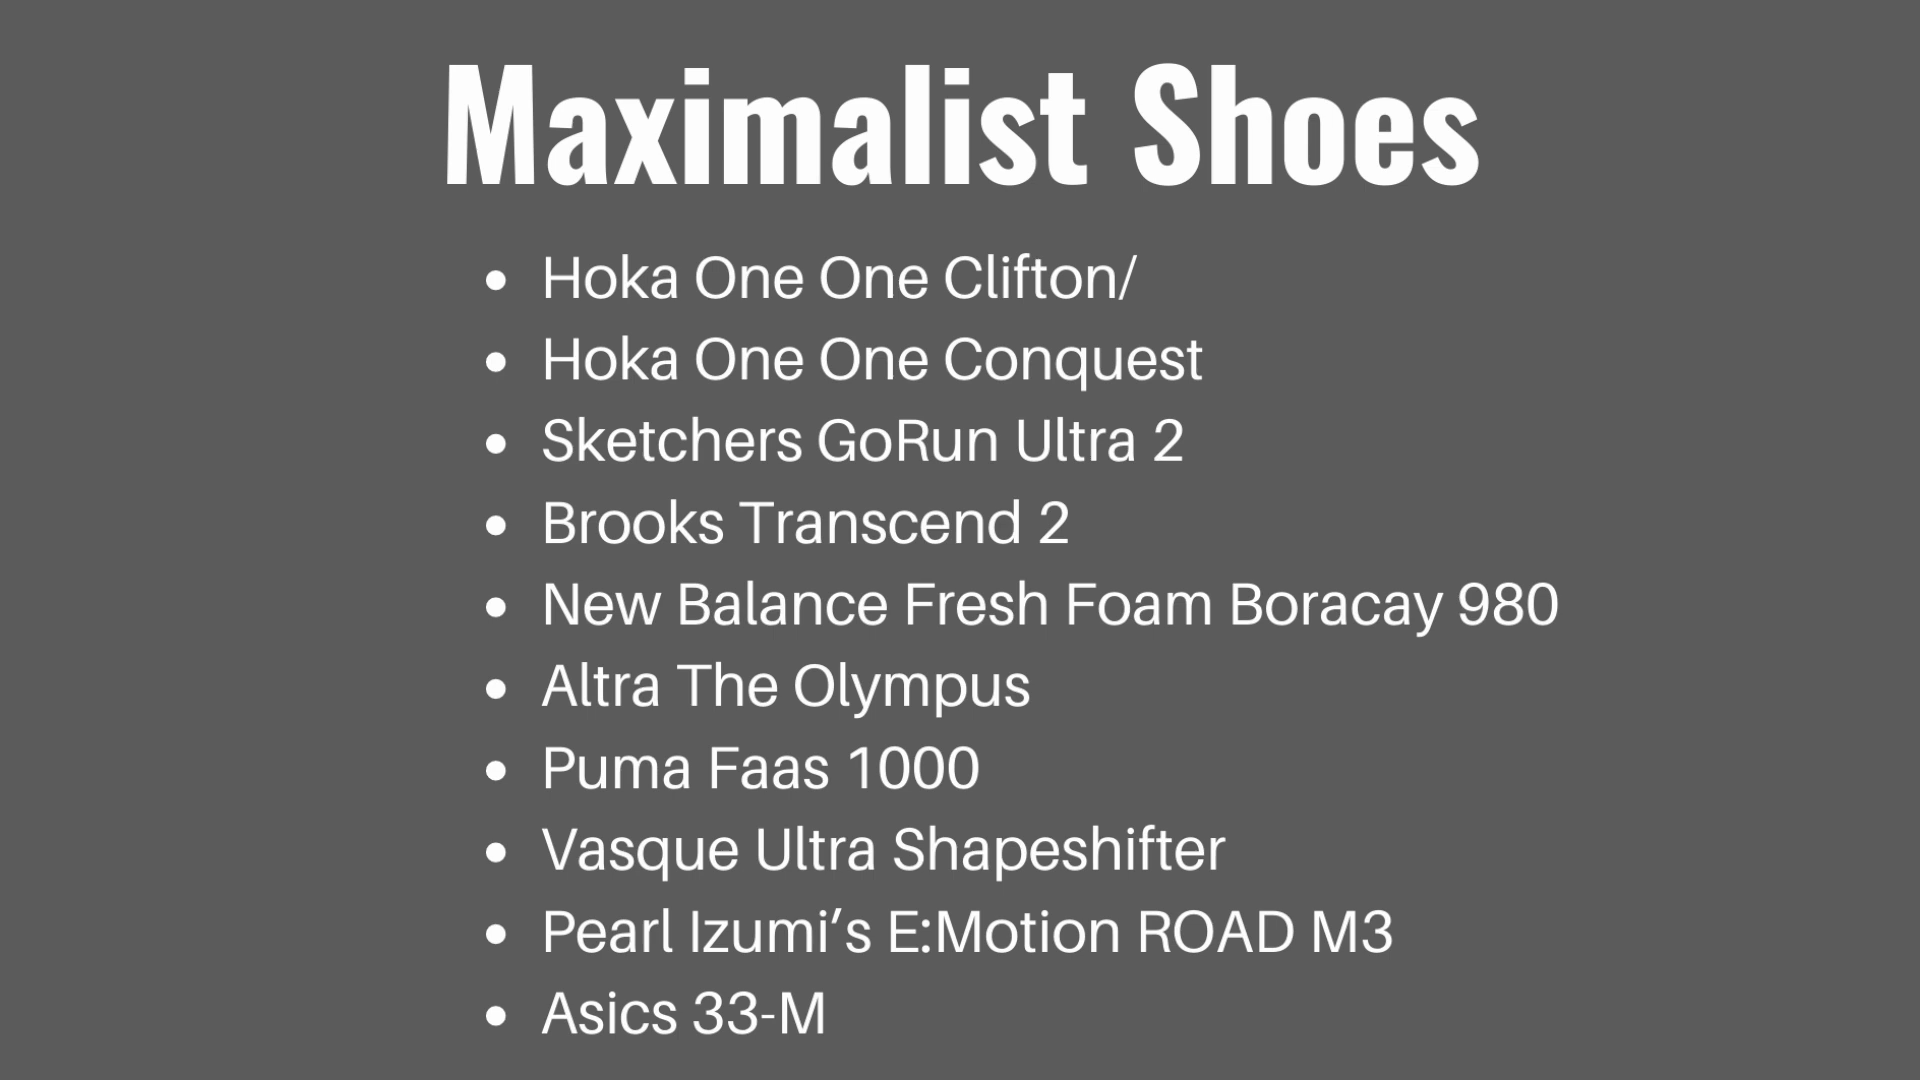 Maximalist Shoes
• Hoka One One Clifton/
• Hoka One One Conquest
• Sketchers GoRun Ultra 2
• Brooks Transcend 2
• New Balance Fresh Foam Boracay 980
• Altra The Olympus
• Puma Faas 1000
• Vasque Ultra Shapeshifter
• Pearl Izumi’s E:Motion ROAD M3
• Asics 33-M